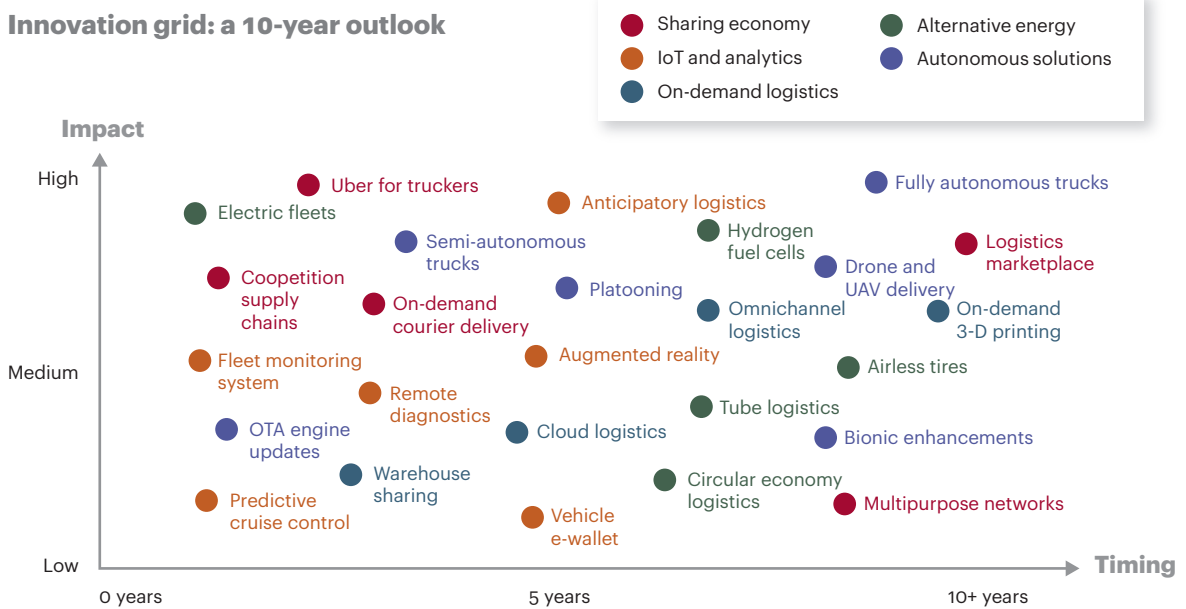 Innovation grid: a 10-year outlook
Sharing economy
IoT and analytics
On-demand logistics
Alternative energy
Autonomous solutions
Impact
High
Medium
Low
Uber for truckers
Electric fleets
Semi-autonomous
trucks
Coopetition
supply
chains
On-demand
courier delivery
Fleet monitoring
system
Remote
diagnostics
OTA engine
updates
Warehouse
sharing
Predictive
cruise control
Anticipatory logistics
Platooning
Augmented reality
Cloud logistics
Vehicle
e-wallet
Hydrogen
fuel cells
Omnichannel
logistics
Tube logistics
Circular economy
logistics
Fully autonomous trucks
Logistics
marketplace
Drone and
UAV delivery
On-demand
3-D printing
Airless tires
Bionic enhancements
Multipurpose networks
Timing
0 years
5 years
10+ years